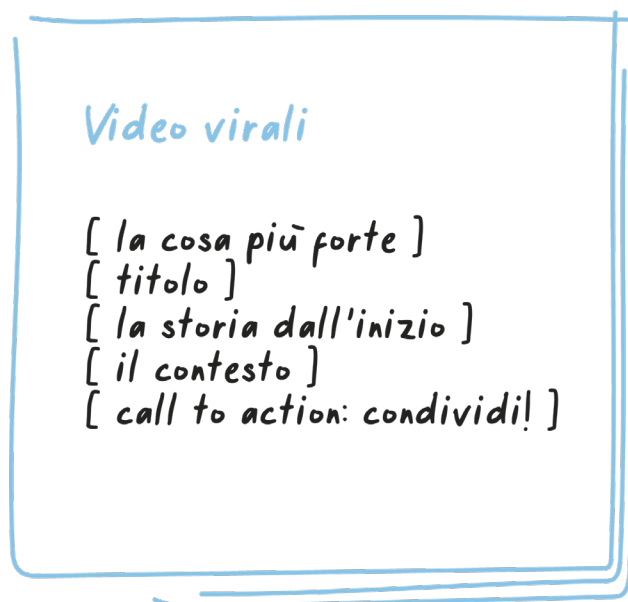 Video virali
[ la cosa più forte ]
[ titolo ]
[ la storia dall'inizio ]
[ il contesto ]
[ call to action: condividi! ]